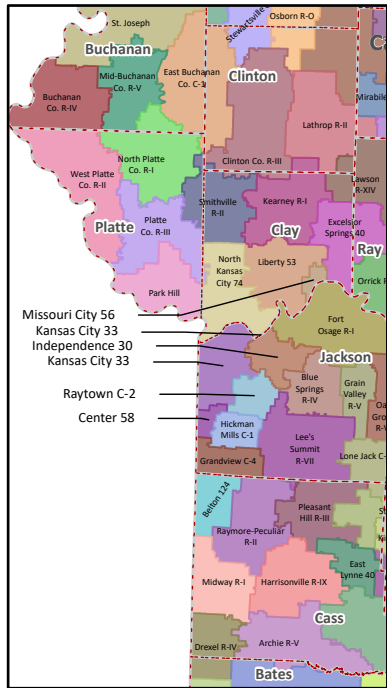 St. Joseph
Buchanan
Stewartsville
Osborn R-O
C
Mid-Buchanan
Co. R-V
East Buchanan
Co. C-1
Clinton
Buchanan
Co. R-IV
Mirabile
Lathrop R-II
North Platte
Co. R-I
Clinton Co. R-III
West Platte
Co. R-II
Lawson
R-XIV
Smithville
R-II
Kearney R-I
Platte
Platte
Co. R-III
Clay
Excelsior
Springs 40
Ray
North
Kansas
City 74
Liberty 53
Orrick R
Park Hill
Missouri City 56
Kansas City 33
Independence 30
Kansas City 33
Fort
Osage R-I
Jackson
Raytown C-2
Blue
Springs
R-IV
Grain
Valley
R-V
Oa
Gro
R-V
Center 58
Hickman
Mills C-1
Lee's
Summit
R-VII
Grandview C-4
Lone Jack C-
Belton 124
Pleasant
Hill R-III
S
Ki
Raymore-Peculiar
R-II
East
Lynne 40
Midway R-I
Harrisonville R-IX
Cass
Drexel R-IV
Archie R-V
Bates